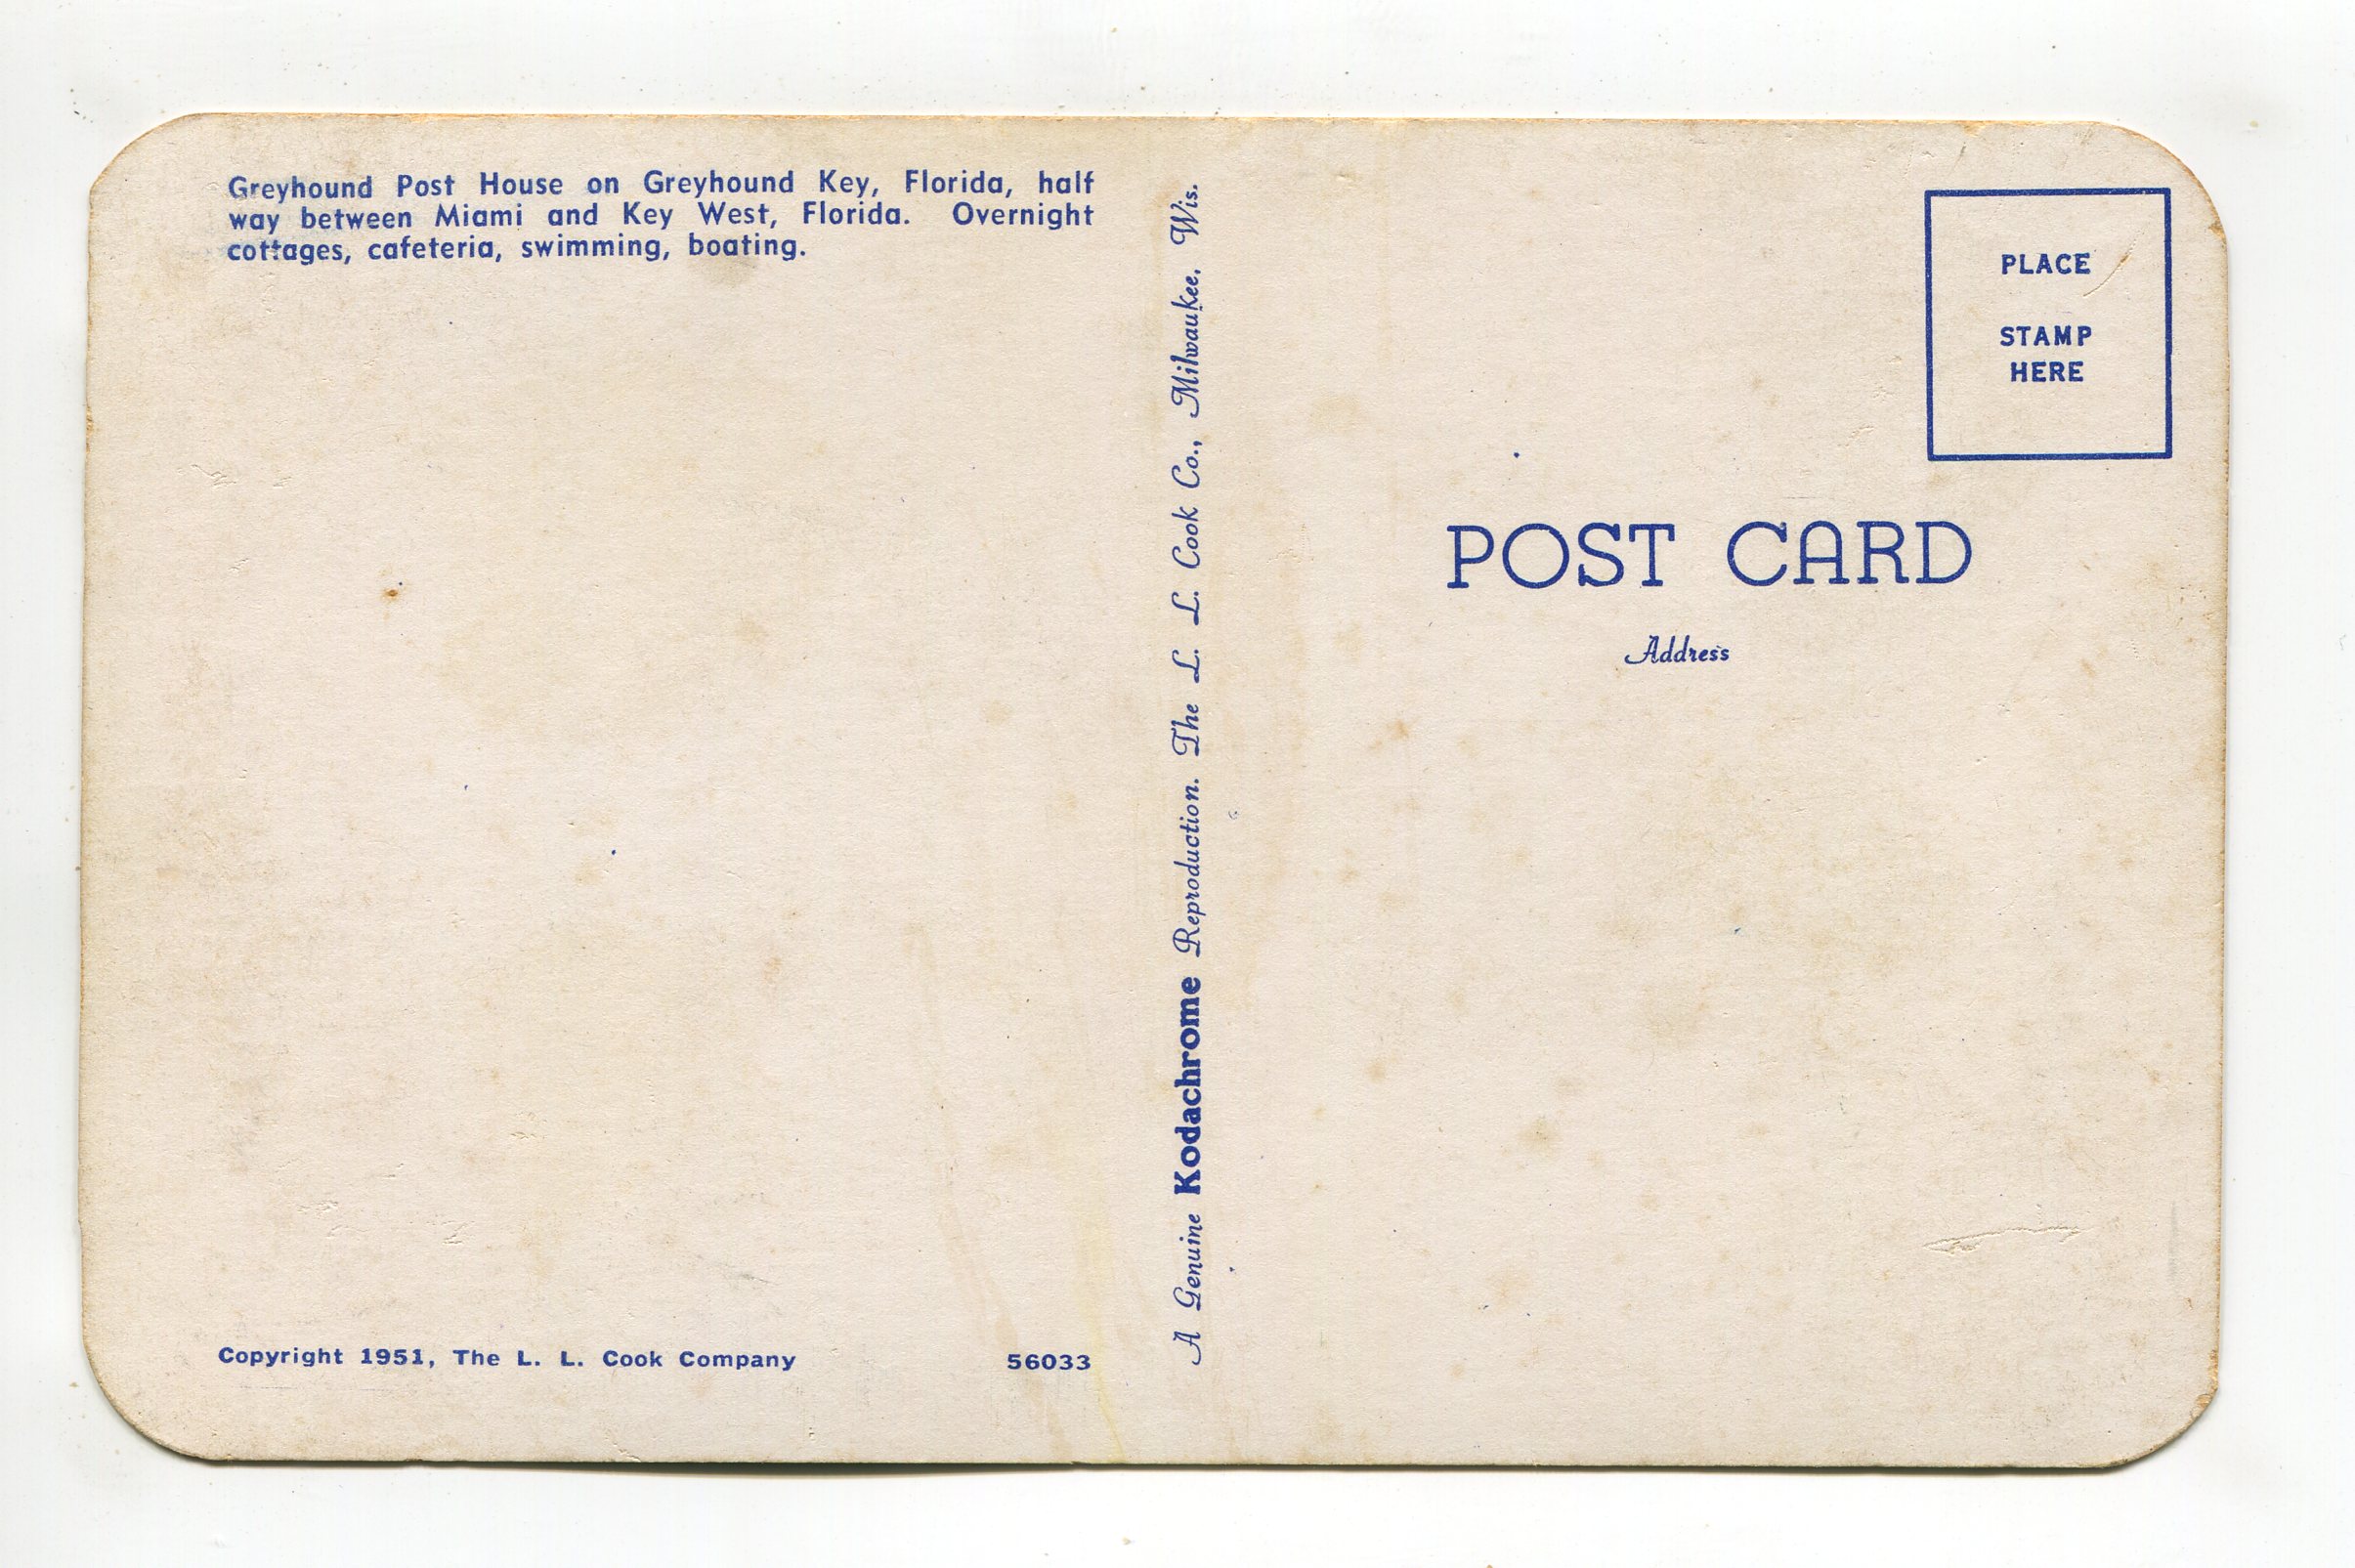 Greyhound Post House on Greyhound Key, Florida, half
way between Miami and Key West, Florida. Overnight
cottages, cafeteria, swimming, boating.
Copyright 1951, The L. L. Cook Company 56033
A Genuine Kodachrome Reproduction. The L. L. Cook Co., Milwaukee, Wis.
PLACE
STAMP
HERE
POST CARD
Address